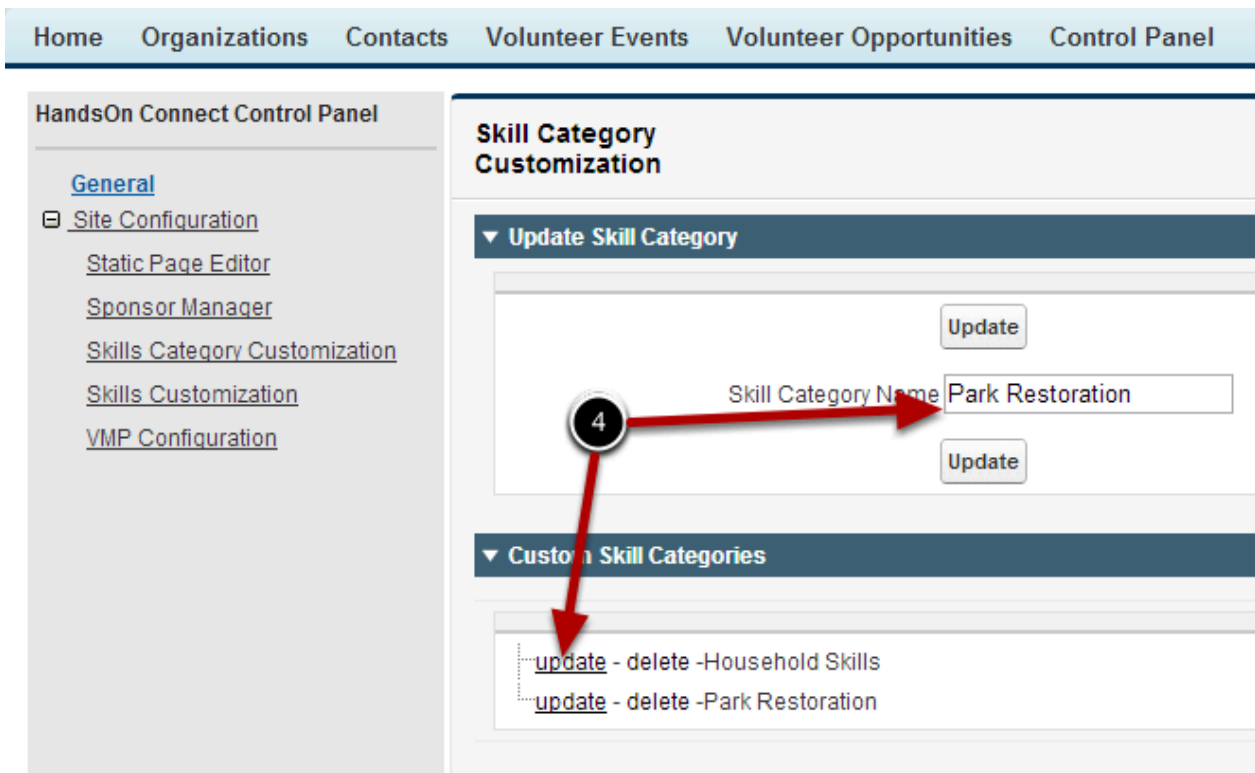 Home Organizations Contacts Volunteer Events Volunteer Opportunities Control Panel
HandsOn Connect Control Panel
General
Site Configuration
Static Page Editor
Sponsor Manager
Skills Category Customization
Skills Customization
VMP Configuration
Skill Category
Customization
Update Skill Category
Update
Skill Category Name Park Restoration
4
Update
Custom Skill Categories
update - delete -Household Skills
update - delete -Park Restoration